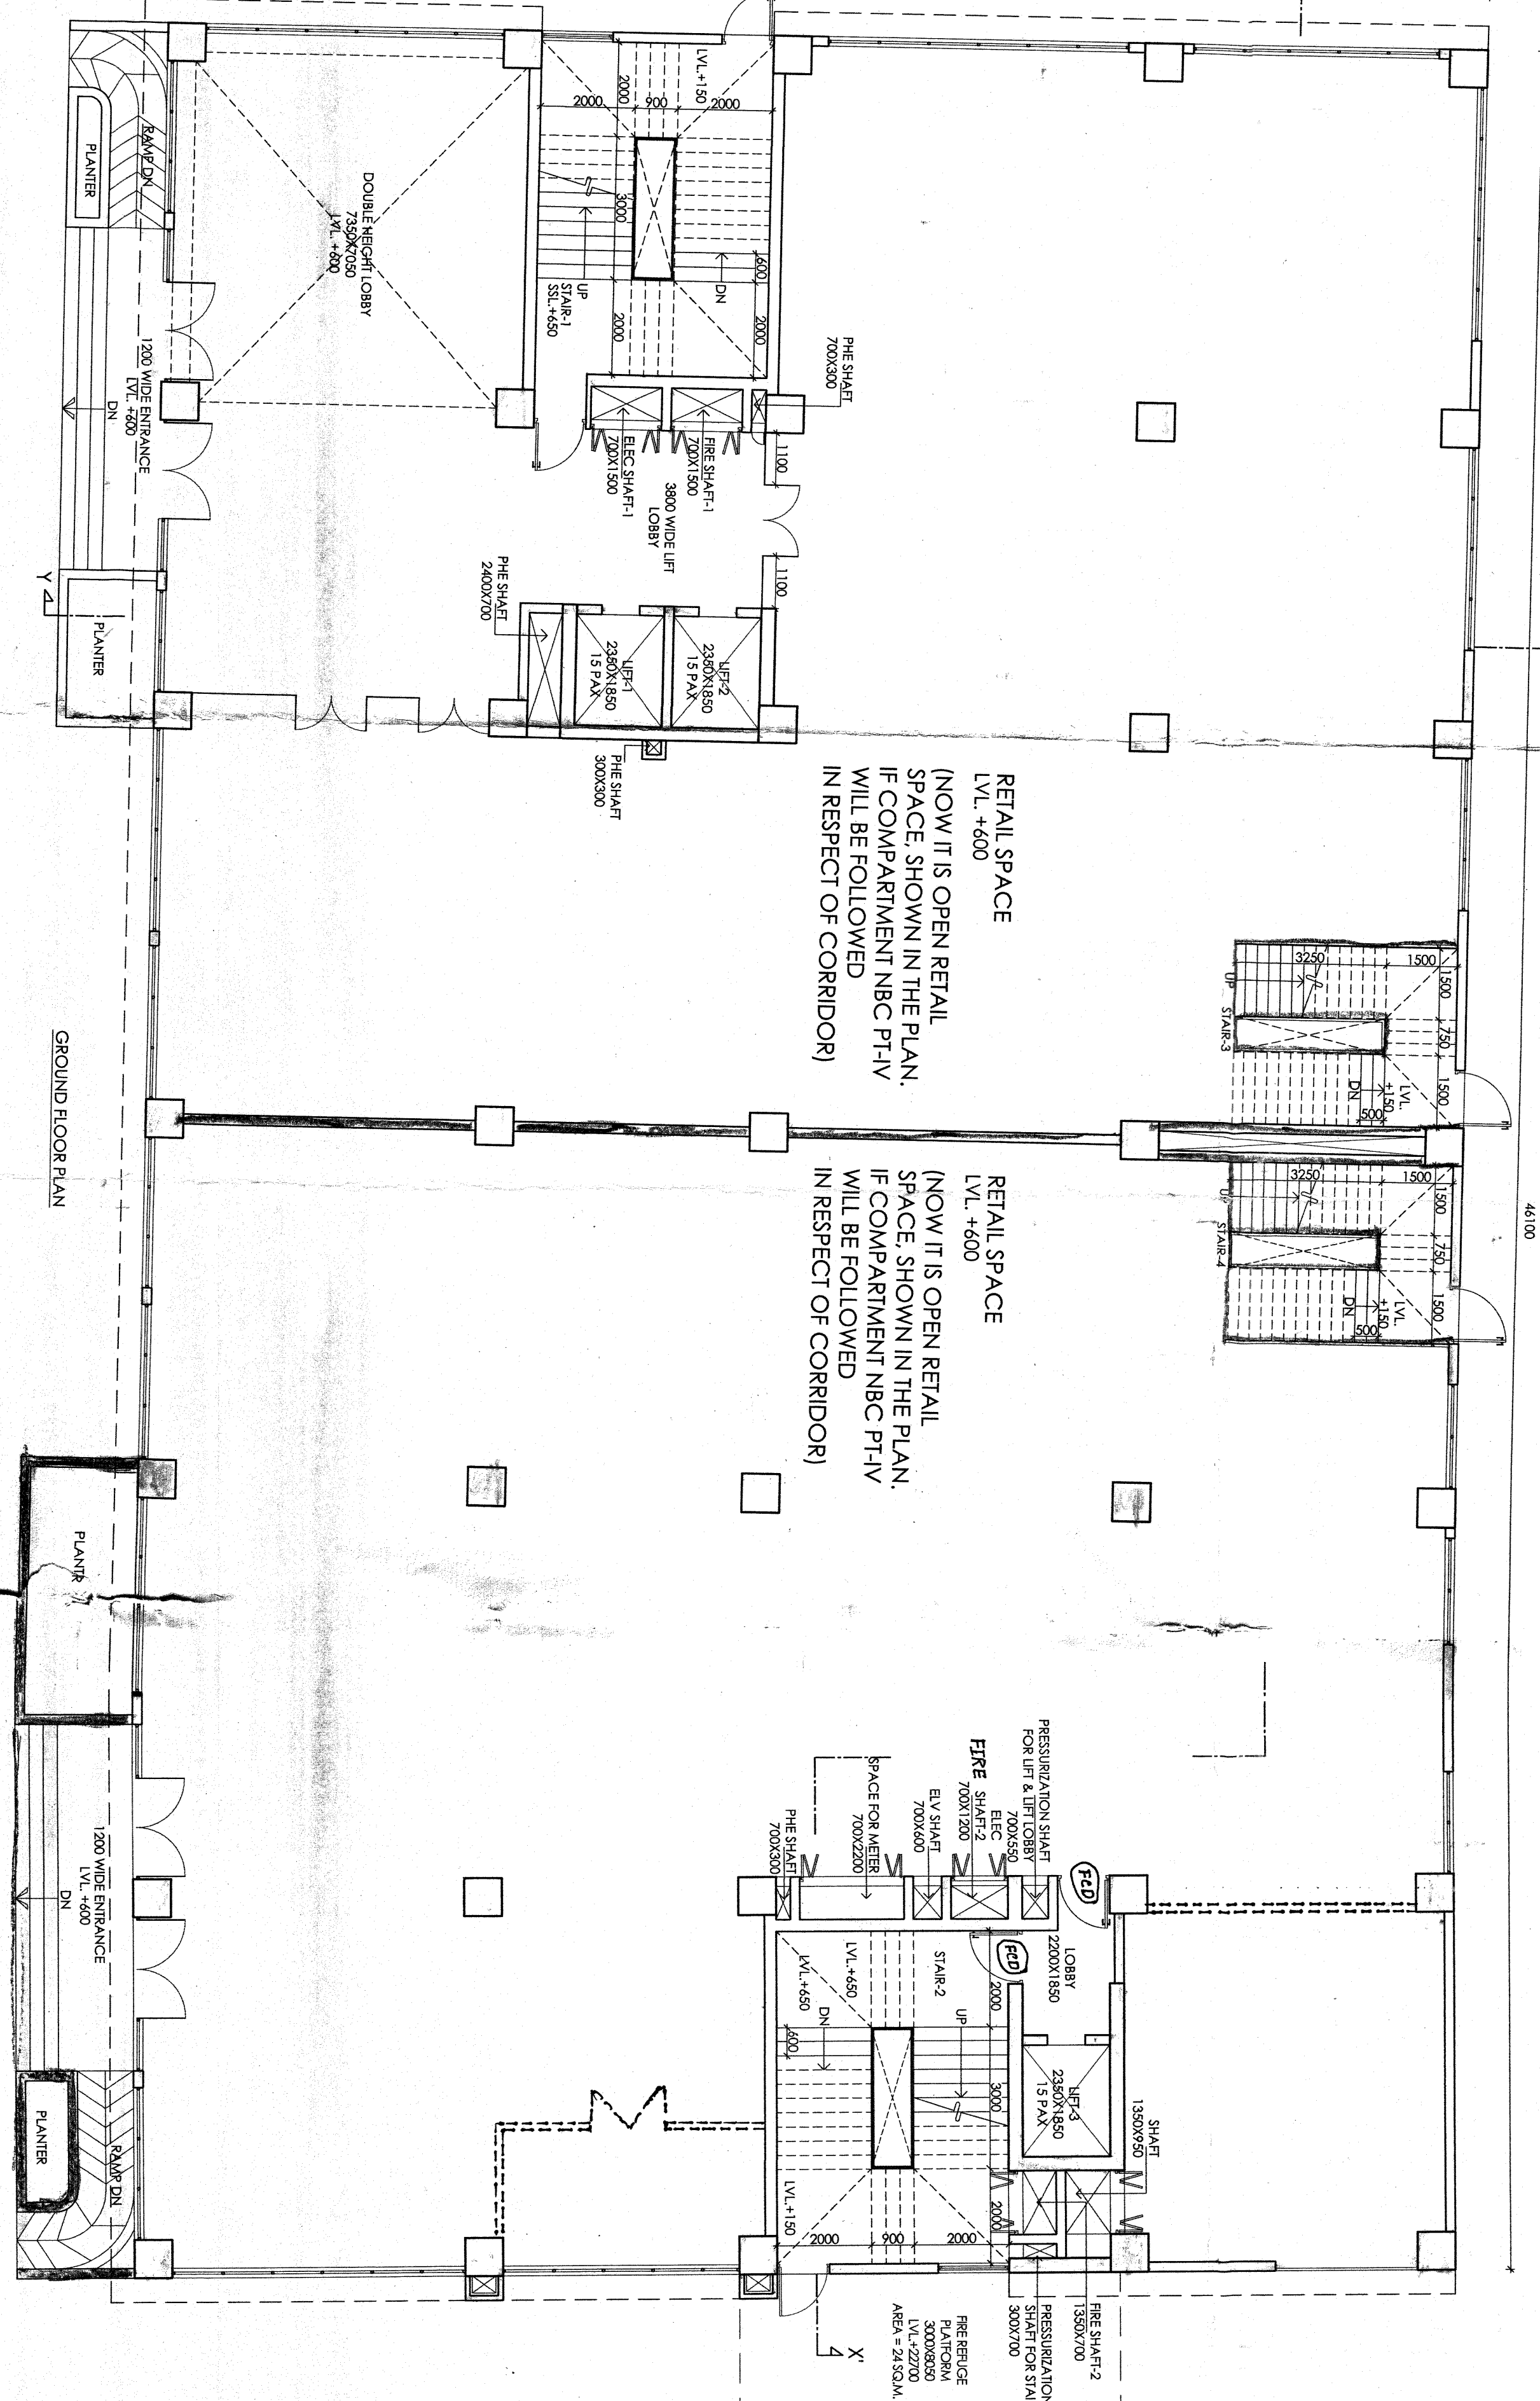 GROUND FLOOR PLAN
46100
RAMP DN
PLANTER
DOUBLE HEIGHT LOBBY
7350X7050
LVL. +600
1200 WIDE ENTRANCE
LVL. +600
DN
PLANTER
Y
LVL.+150
2000
900
2000
2000
3000
2000
600
2000
DN
UP
STAIR-1
SSL.+650
PHE SHAFT
700X300
FIRE SHAFT-1
700X1500
ELEC SHAFT-1
700X1500
1100
1100
3800 WIDE LIFT
LOBBY
PHE SHAFT
2400X700
LIFT-1
2350X1850
15 PAX
LIFT-2
2350X1850
15 PAX
PHE SHAFT
300X300
RETAIL SPACE
LVL. +600
(NOW IT IS OPEN RETAIL
SPACE, SHOWN IN THE PLAN.
IF COMPARTMENT NBC PT-IV
WILL BE FOLLOWED
IN RESPECT OF CORRIDOR)
3250
1500
1500
750
1500
UP
STAIR-3
DN
LVL.
+150
500
RETAIL SPACE
LVL. +600
(NOW IT IS OPEN RETAIL
SPACE, SHOWN IN THE PLAN.
IF COMPARTMENT NBC PT-IV
WILL BE FOLLOWED
IN RESPECT OF CORRIDOR)
3250
1500
1500
750
1500
UP
STAIR-4
DN
LVL.
+150
500
PLANTR
PRESSURIZATION SHAFT
FOR LIFT & LIFT LOBBY
700X550
ELEC
FIRE SHAFT-2
700X1200
ELV SHAFT
700X600
SPACE FOR METER
700X2200
PHE SHAFT
700X300
FCD
FCD
LOBBY
2200X1850
STAIR-2
LVL.+650
LVL.+650
DN
UP
600
2000
3000
2000
LVL.+150
2000
900
2000
LIFT-3
2350X1850
15 PAX
SHAFT
1350X950
FIRE SHAFT-2
1350X700
PRESSURIZATION
SHAFT FOR STAI
300X700
FIRE REFUGE
PLATFORM
3000X8050
LVL.+22700
AREA = 24 SQ.M.
X'
1200 WIDE ENTRANCE
LVL. +600
DN
PLANTER
RAMP DN